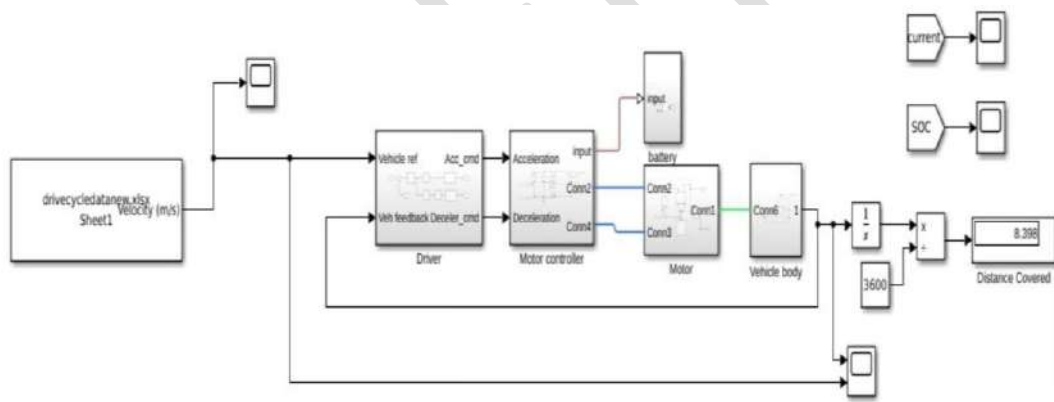 current
SOC
input
battery
drivecycledatanew.xlsx
Sheet1
Velocity (m/s)
Vehicle ref
Acc_cmd
Veh feedback
Deceler_cmd
Driver
Acceleration
input
Conn2
Deceleration
Conn4
Motor controller
Conn2
Conn1
Conn3
Motor
Conn6
1
Vehicle body
1
s
x
÷
3600
8.398
Distance Covered